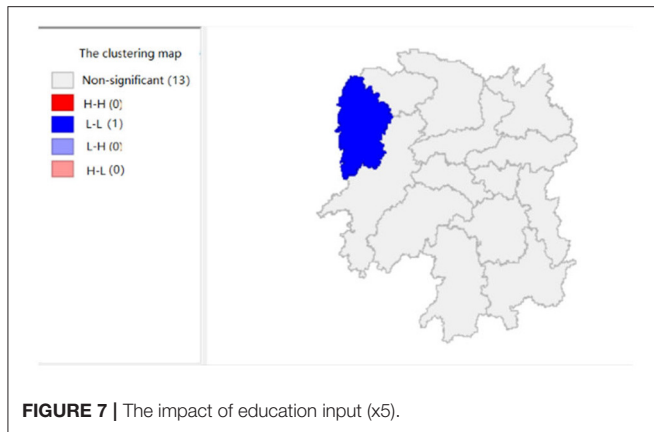 The clustering map
Non-significant (13)
H-H (0)
L-L (1)
L-H (0)
H-L (0)
FIGURE 7 | The impact of education input (x5).